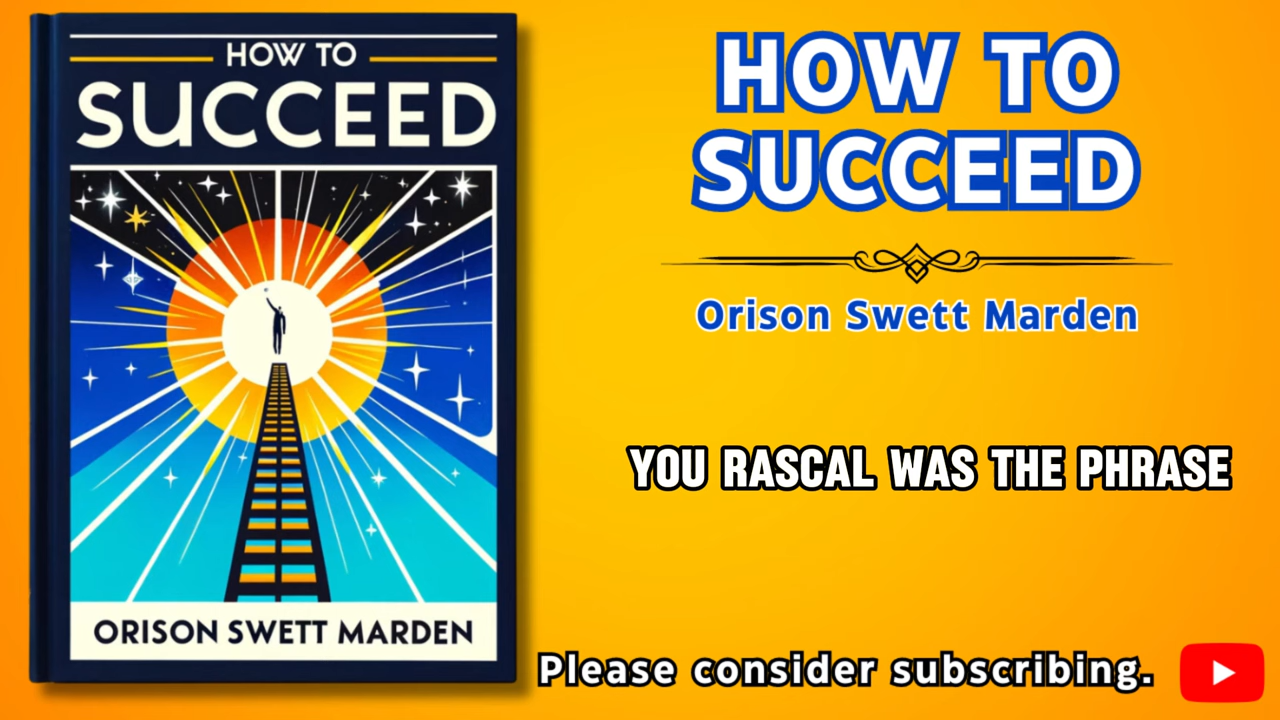 HOW TO
SUCCEED
ORISON SWETT MARDEN
HOW TO
SUCCEED
Orison Swett Marden
YOU RASCAL WAS THE PHRASE
Please consider subscribing.